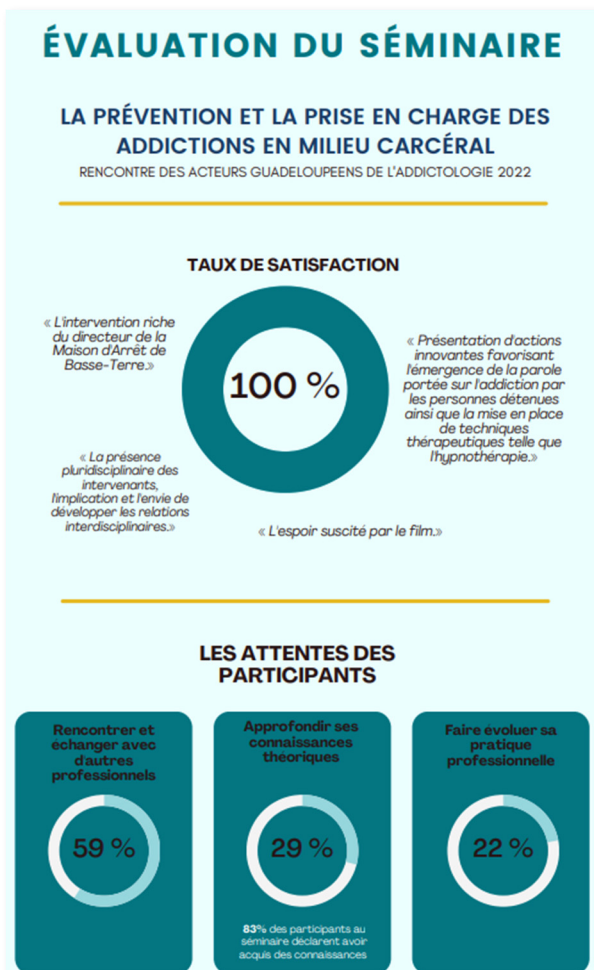 ÉVALUATION DU SÉMINAIRE
LA PRÉVENTION ET LA PRISE EN CHARGE DES
ADDICTIONS EN MILIEU CARCÉRAL
RENCONTRE DES ACTEURS GUADELOUPEENS DE L'ADDICTOLOGIE 2022
TAUX DE SATISFACTION
« L'intervention riche
du directeur de la
Maison d'Arrêt de
Basse-Terre.»
100 %
« Présentation d'actions
innovantes favorisant
l'émergence de la parole
portée sur l'addiction par
les personnes détenues
ainsi que la mise en place
de techniques
thérapeutiques telle que
l'hypnothérapie.»
« La présence
pluridisciplinaire des
intervenants,
l'implication et l'envie de
développer les relations
interdisciplinaires.»
« L'espoir suscité par le film.»
LES ATTENTES DES
PARTICIPANTS
Rencontrer et
échanger avec
d'autres
professionnels
59 %
Approfondir ses
connaissances
théoriques
29 %
83% des participants au
séminaire déclarent avoir
acquis des connaissances
Faire évoluer sa
pratique
professionnelle
22 %